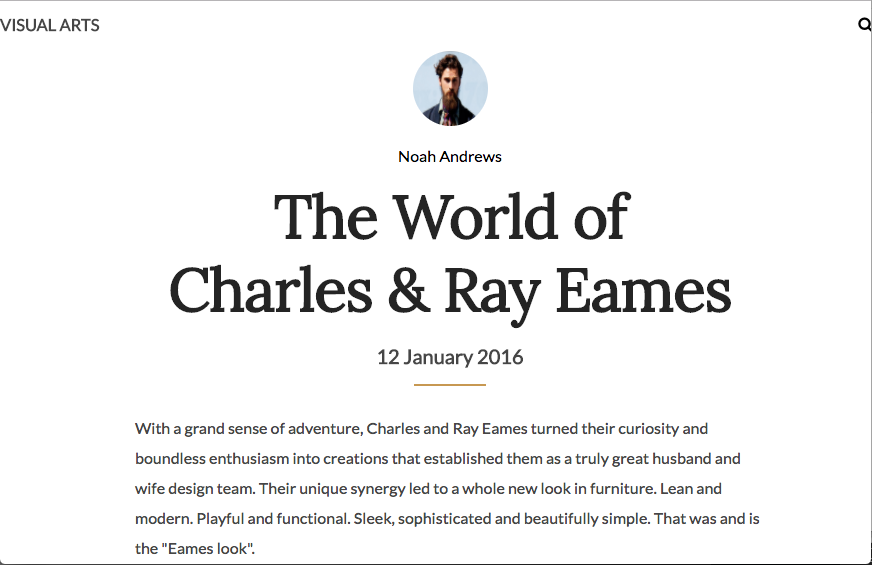 VISUAL ARTS
Noah Andrews
The World of
Charles & Ray Eames
12 January 2016
With a grand sense of adventure, Charles and Ray Eames turned their curiosity and
boundless enthusiasm into creations that established them as a truly great husband and
wife design team. Their unique synergy led to a whole new look in furniture. Lean and
modern. Playful and functional. Sleek, sophisticated and beautifully simple. That was and is
the "Eames look".